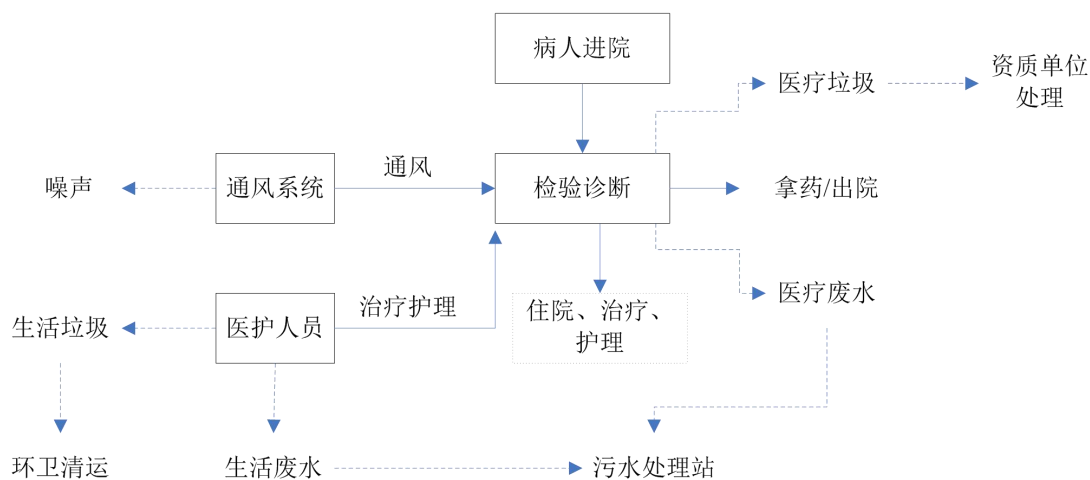 病人进院
医疗垃圾
资质单位
处理
噪声
通风系统
通风
检验诊断
拿药/出院
生活垃圾
医护人员
治疗护理
住院、治疗、
护理
医疗废水
环卫清运
生活废水
污水处理站